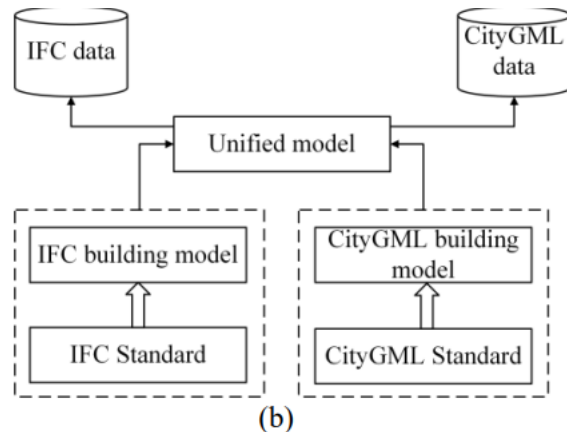 IFC data
CityGML
data
Unified model
IFC building model
CityGML building
model
IFC Standard
CityGML Standard
(b)